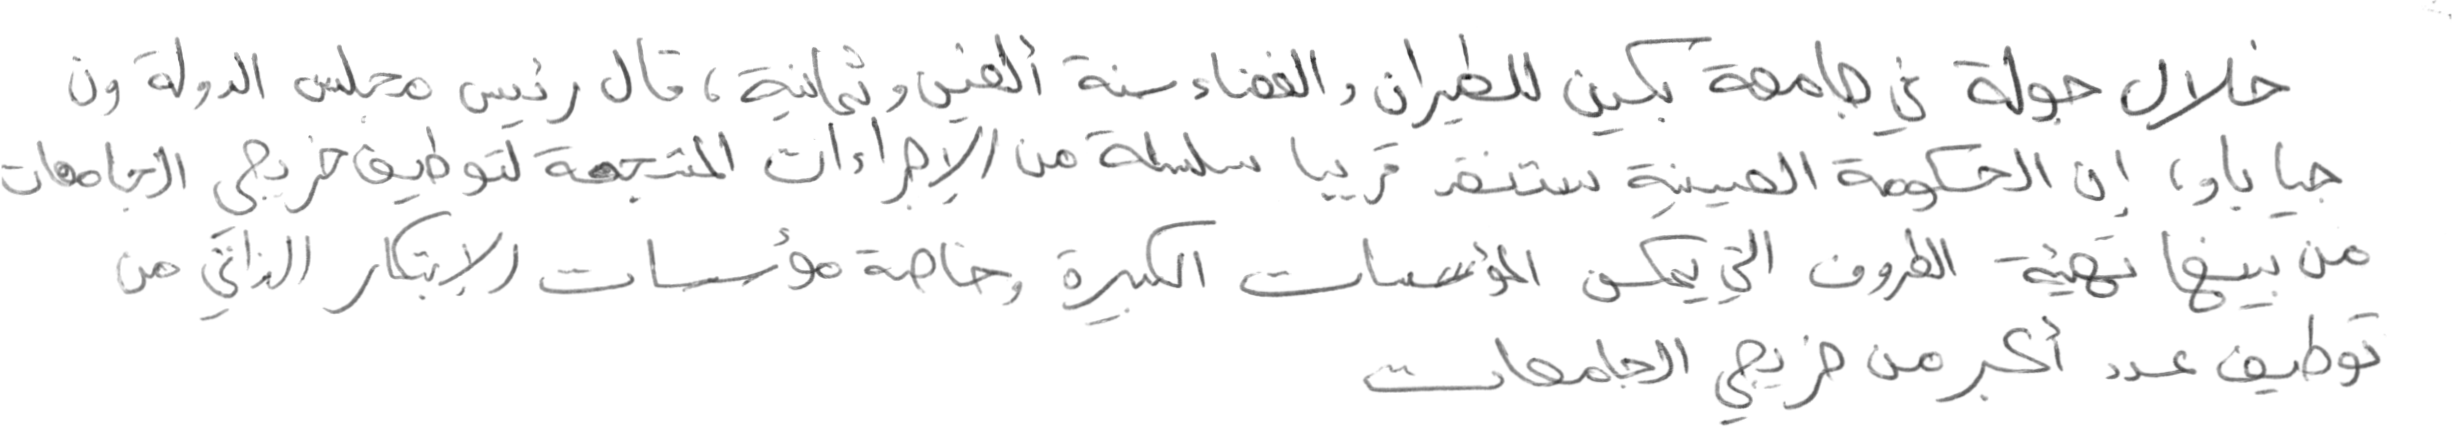 خلال جولة في جامعة بكين للطيران والفضاء سنة ألفين وثمانية، قال رئيس مجلس الدولة ون
جيا باو، إن الحكومة الصينية ستنفذ قريبا سلسلة من الإجراءات المشجعة لتوظيف خريجي الجامعات
من بينها تهيئة الظروف التي تمكن المؤسسات الكبيرة وخاصة مؤسسات الإبتكار الذاتي من
توظيف عدد أكبر من خريجي الجامعات